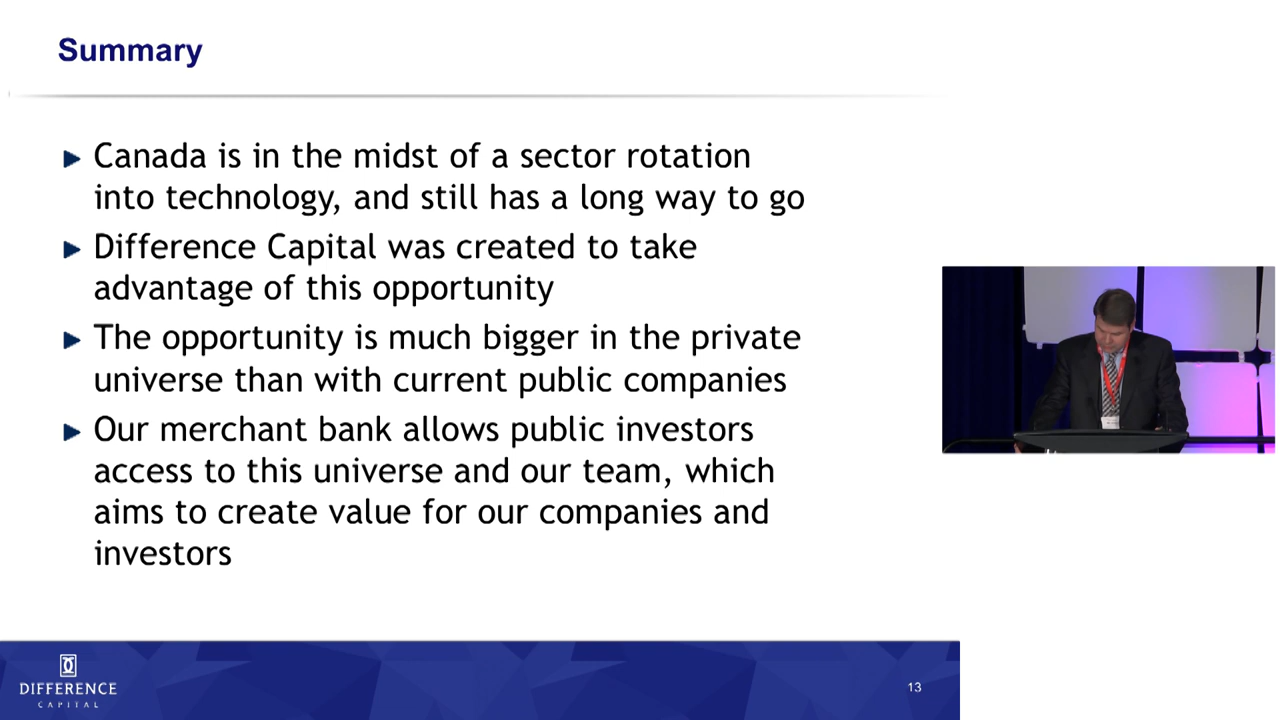 Summary
Canada is in the midst of a sector rotation
into technology, and still has a long way to go
Difference Capital was created to take
advantage of this opportunity
The opportunity is much bigger in the private
universe than with current public companies
Our merchant bank allows public investors
access to this universe and our team, which
aims to create value for our companies and
investors
DIFFERENCE
CAPITAL
13